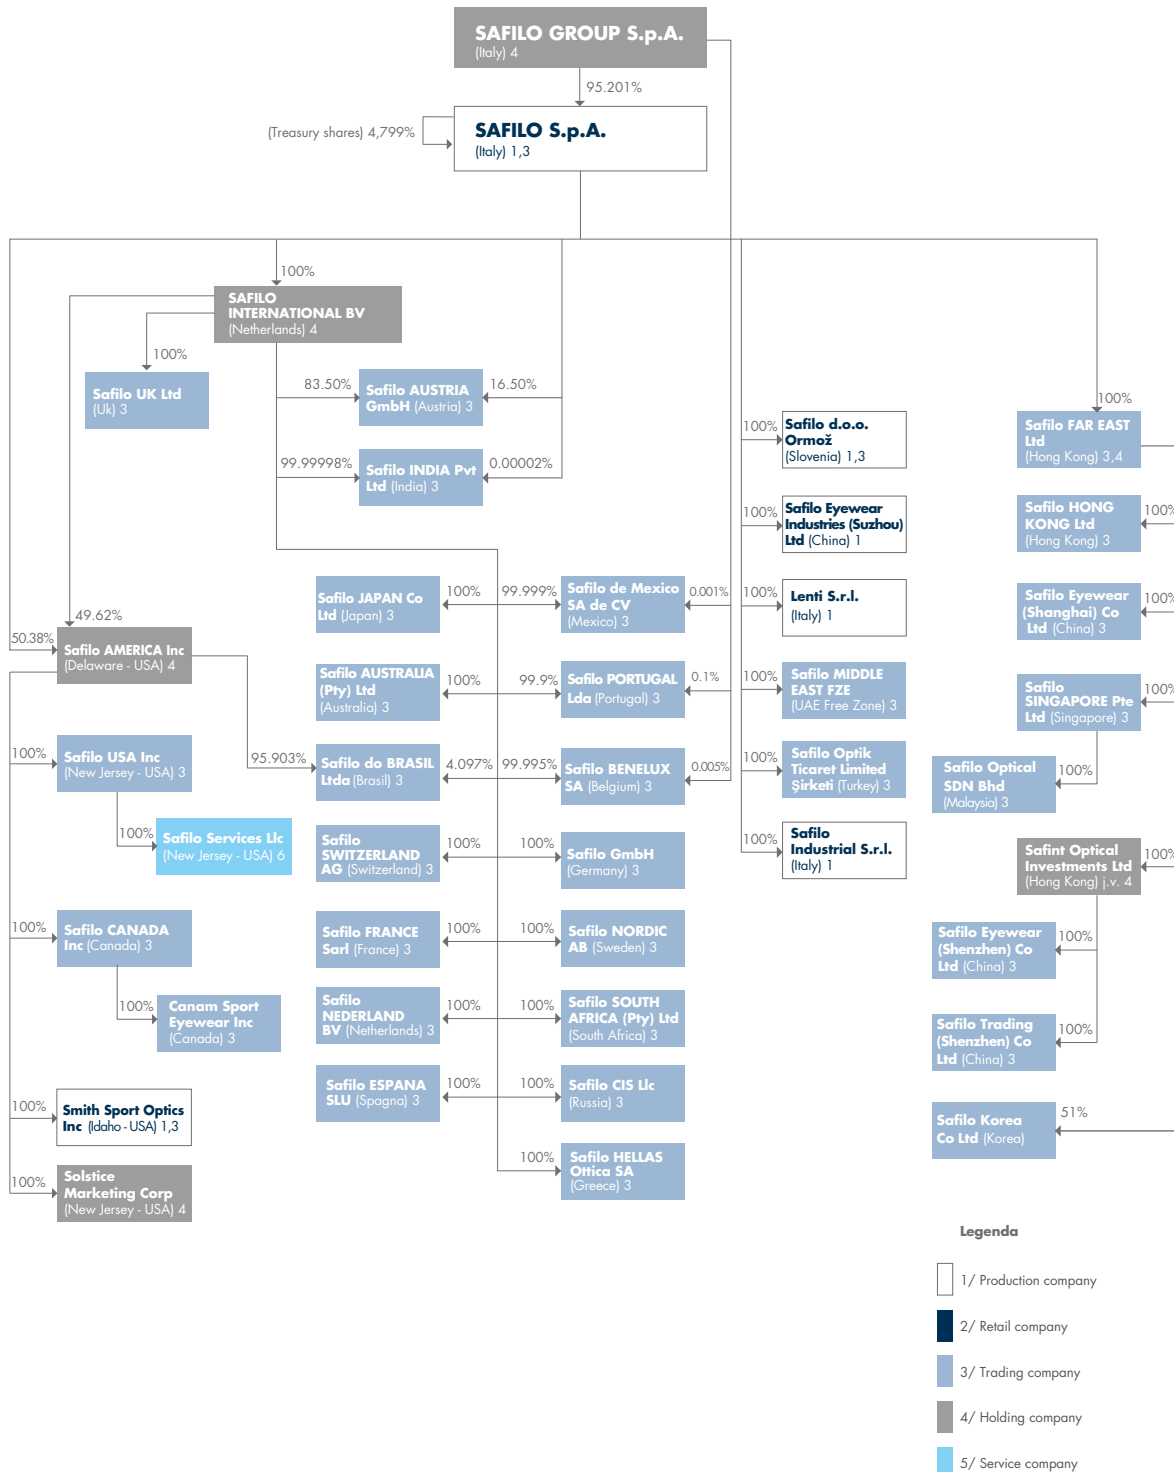 SAFILO GROUP S.p.A.
(Italy) 4
95.201%
(Treasury shares) 4,799%
SAFILO S.p.A.
(Italy) 1,3
100%
SAFILO
INTERNATIONAL BV
(Netherlands) 4
100%
Safilo UK Ltd
(Uk) 3
83.50%
Safilo AUSTRIA
GmbH (Austria) 3
16.50%
99.99998%
Safilo INDIA Pvt
Ltd (India) 3
0.00002%
100%
Safilo d.o.o.
Ormož
(Slovenia) 1,3
100%
Safilo FAR EAST
Ltd
(Hong Kong) 3,4
100%
Safilo Eyewear
Industries (Suzhou)
Ltd (China) 1
Safilo HONG
KONG Ltd
(Hong Kong) 3
100%
49.62%
50.38%
Safilo AMERICA Inc
(Delaware - USA) 4
Safilo JAPAN Co
Ltd (Japan) 3
100%
99.999%
Safilo de Mexico
SA de CV
(Mexico) 3
0.001%
100%
Lenti S.r.l.
(Italy) 1
Safilo Eyewear
(Shanghai) Co
Ltd (China) 3
100%
Safilo AUSTRALIA
(Pty) Ltd
(Australia) 3
100%
99.9%
Safilo PORTUGAL
Lda (Portugal) 3
0.1%
100%
Safilo MIDDLE
EAST FZE
(UAE Free Zone) 3
Safilo
SINGAPORE Pte
Ltd (Singapore) 3
100%
100%
Safilo USA Inc
(New Jersey - USA) 3
95.903%
Safilo do BRASIL
Ltda (Brasil) 3
4.097%
99.995%
Safilo BENELUX
SA (Belgium) 3
0.005%
100%
Safilo Optik
Ticaret Limited
Şirketi (Turkey) 3
Safilo Optical
SDN Bhd
(Malaysia) 3
100%
100%
Safilo Services Llc
(New Jersey - USA) 6
Safilo
SWITZERLAND
AG (Switzerland) 3
100%
100%
Safilo GmbH
(Germany) 3
100%
Safilo
Industrial S.r.l.
(Italy) 1
Safint Optical
Investments Ltd
(Hong Kong) j.v. 4
100%
100%
Safilo CANADA
Inc (Canada) 3
Safilo FRANCE
Sarl (France) 3
100%
100%
Safilo NORDIC
AB (Sweden) 3
Safilo Eyewear
(Shenzhen) Co
Ltd (China) 3
100%
100%
Canam Sport
Eyewear Inc
(Canada) 3
Safilo
NEDERLAND
BV (Netherlands) 3
100%
100%
Safilo SOUTH
AFRICA (Pty) Ltd
(South Africa) 3
Safilo Trading
(Shenzhen) Co
Ltd (China) 3
100%
100%
Smith Sport Optics
Inc (Idaho - USA) 1,3
Safilo ESPANA
SLU (Spagna) 3
100%
100%
Safilo CIS Llc
(Russia) 3
Safilo Korea
Co Ltd (Korea)
51%
100%
Solstice
Marketing Corp
(New Jersey - USA) 4
100%
Safilo HELLAS
Ottica SA
(Greece) 3
Legenda
1/ Production company
2/ Retail company
3/ Trading company
4/ Holding company
5/ Service company